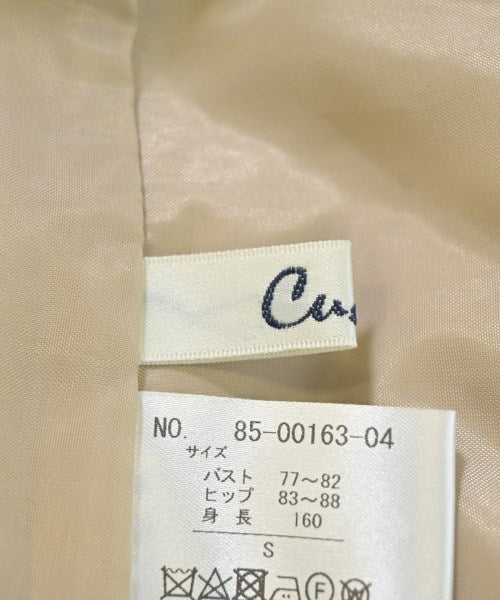 Cu
NO. 85-00163-04
サイズ
バスト 77～82
ヒップ 83～88
身長 160
S
F
W